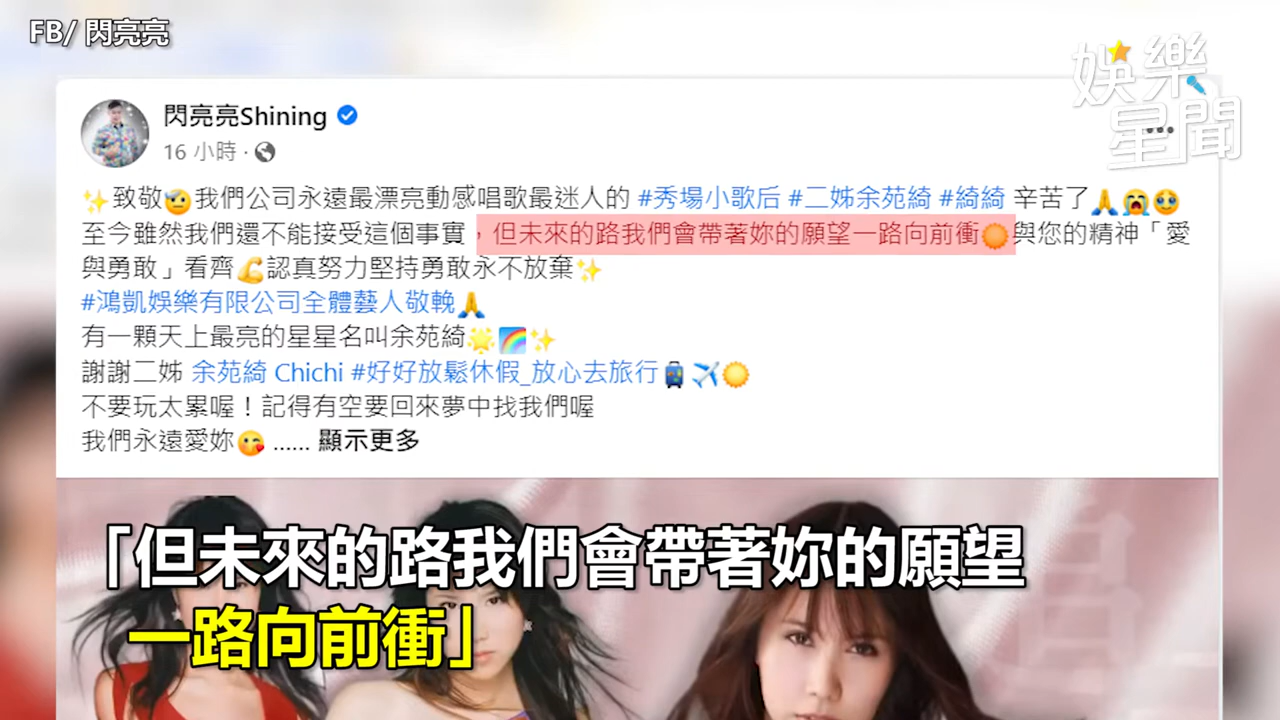 FB/ 閃亮亮
娛樂
星聞
閃亮亮Shining
16 小時 ·
✨致敬🫡我們公司永遠最漂亮動感唱歌最迷人的 #秀場小歌后 #二姊余苑綺 #綺綺 辛苦了🙏😭🥹
至今雖然我們還不能接受這個事實，但未來的路我們會帶著妳的願望一路向前衝☀️與您的精神「愛
與勇敢」看齊💪認真努力堅持勇敢永不放棄✨
#鴻凱娛樂有限公司全體藝人敬輓🙏
有一顆天上最亮的星星名叫余苑綺🌟🌈✨
謝謝二姊 余苑綺 Chichi #好好放鬆休假_放心去旅行🧳✈️☀️
不要玩太累喔！記得有空要回來夢中找我們喔
我們永遠愛妳😘 ...... 顯示更多
「但未來的路我們會帶著妳的願望
一路向前衝」